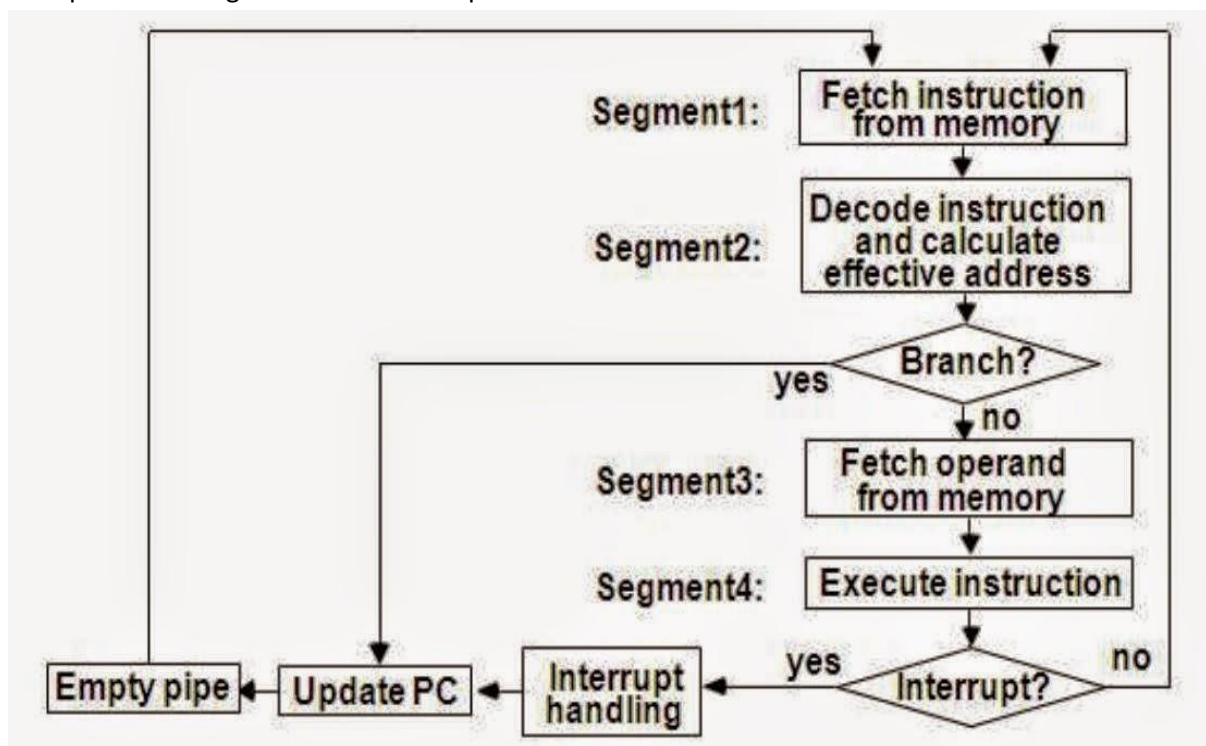 Segment1:
Fetch instruction
from memory
Segment2:
Decode instruction
and calculate
effective address
Branch?
yes
no
Segment3:
Fetch operand
from memory
Segment4:
Execute instruction
Interrupt?
yes
no
Interrupt
handling
Update PC
Empty pipe